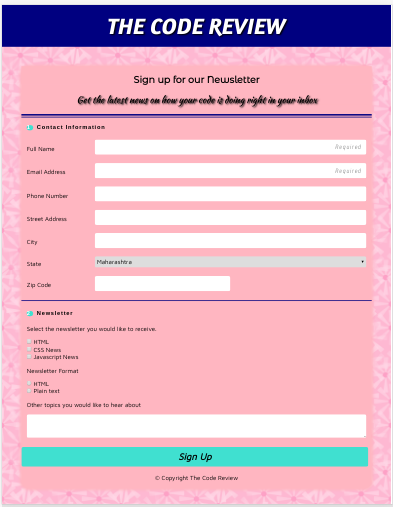 THE CODE REVIEW
Sign up for our Newsletter
Get the latest news on how your code is doing right in your inbox
Contact Information
Full Name
Required
Email Address
Required
Phone Number
Street Address
City
State
Maharashtra
Zip Code
Newsletter
Select the newsletter you would like to receive.
HTML
CSS News
Javascript News
Newsletter Format
HTML
Plain text
Other topics you would like to hear about
Sign Up
© Copyright The Code Review